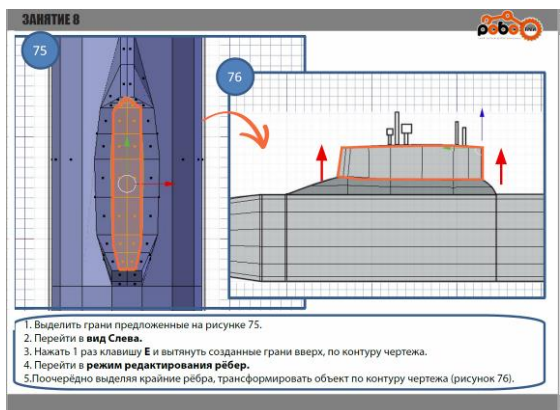 ЗАНЯТИЕ 8
робо
75
76
1. Выделить грани предложенные на рисунке 75.
2. Перейти в вид Слева.
3. Нажать 1 раз клавишу Е и вытянуть созданные грани вверх, по контуру чертежа.
4. Перейти в режим редактирования рёбер.
5.Поочерёдно выделяя крайние рёбра, трансформировать объект по контуру чертежа (рисунок 76).